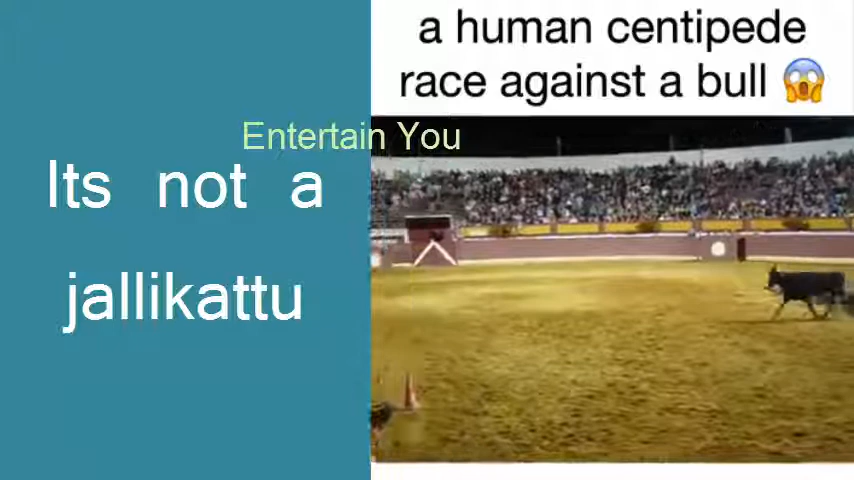 a human centipede
race against a bull 😱
Entertain You
Its not a
jallikattu